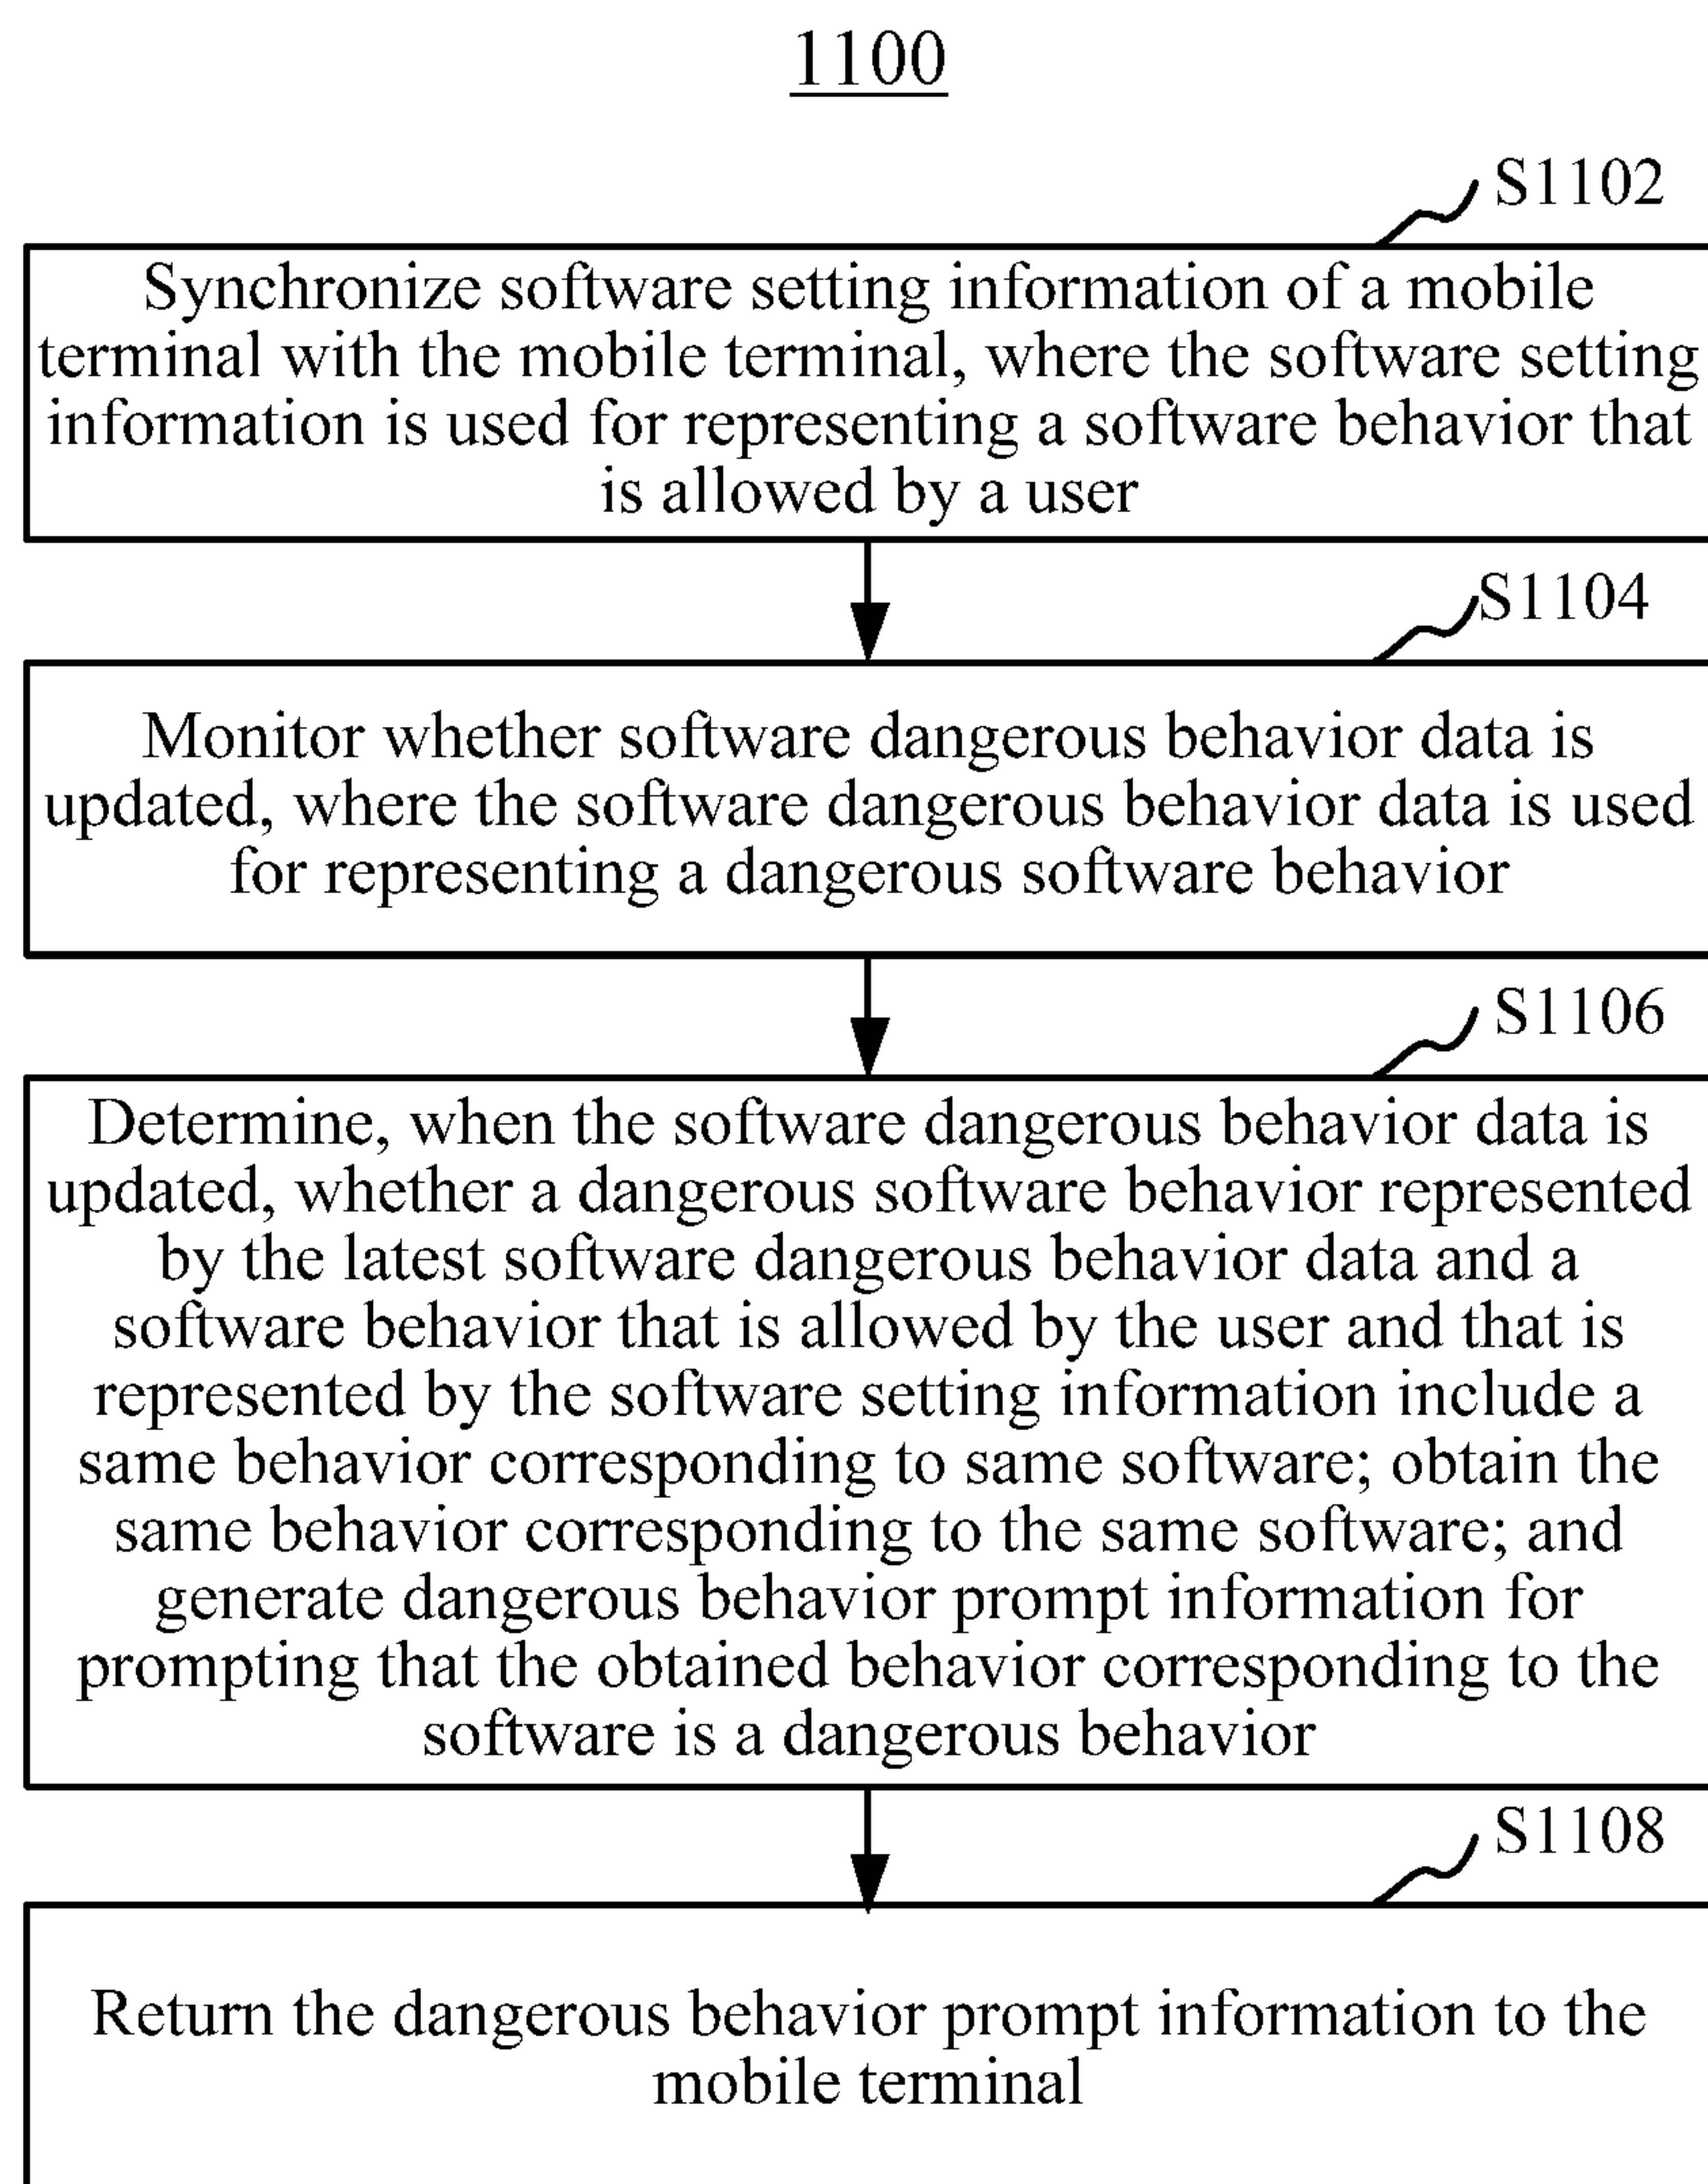 1100
S1102
Synchronize software setting information of a mobile
terminal with the mobile terminal, where the software setting
information is used for representing a software behavior that
is allowed by a user
S1104
Monitor whether software dangerous behavior data is
updated, where the software dangerous behavior data is used
for representing a dangerous software behavior
S1106
Determine, when the software dangerous behavior data is
updated, whether a dangerous software behavior represented
by the latest software dangerous behavior data and a
software behavior that is allowed by the user and that is
represented by the software setting information include a
same behavior corresponding to same software; obtain the
same behavior corresponding to the same software; and
generate dangerous behavior prompt information for
prompting that the obtained behavior corresponding to the
software is a dangerous behavior
S1108
Return the dangerous behavior prompt information to the
mobile terminal